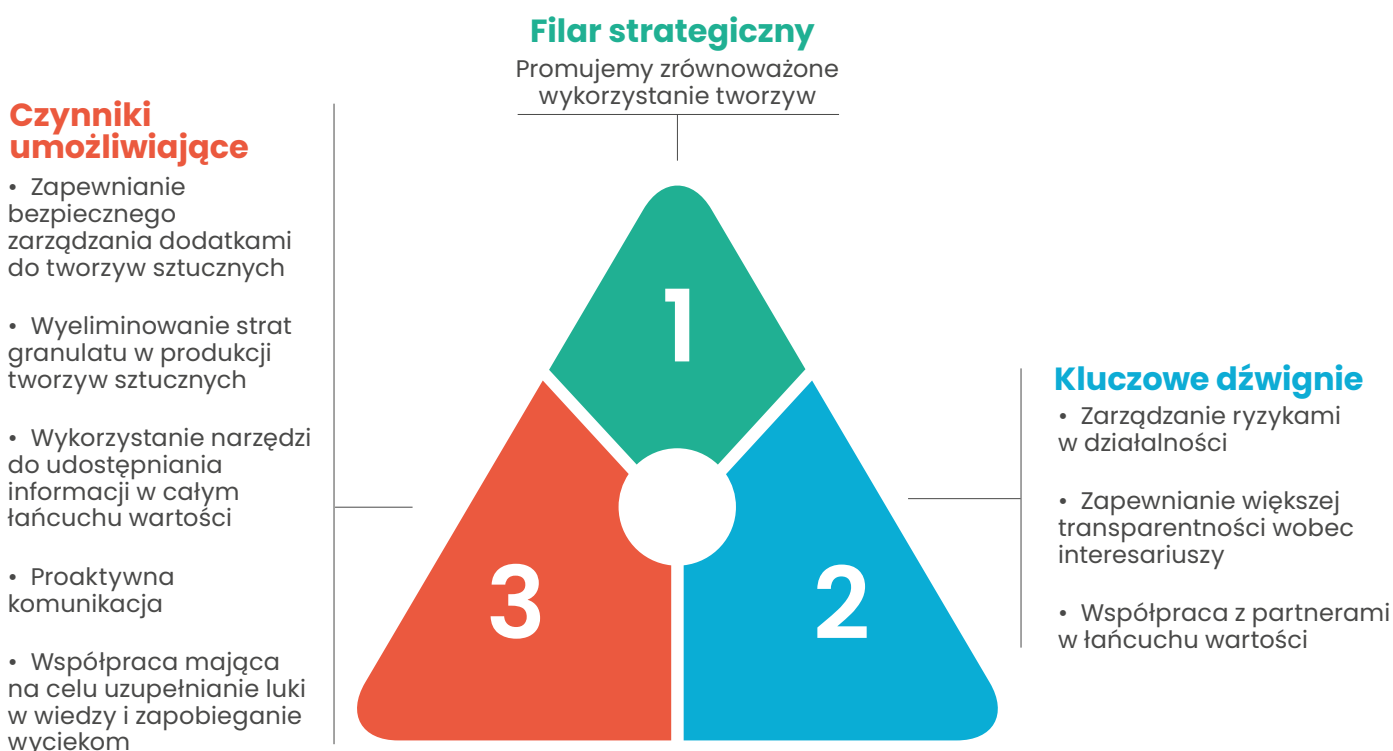 Filar strategiczny
Promujemy zrównoważone
wykorzystanie tworzyw
Czynniki
umożliwiające
• Zapewnianie
bezpiecznego
zarządzania dodatkami
do tworzyw sztucznych
• Wyeliminowanie strat
granulatu w produkcji
tworzyw sztucznych
• Wykorzystanie narzędzi
do udostępniania
informacji w całym
łańcuchu wartości
• Proaktywna
komunikacja
• Współpraca mająca
na celu uzupełnianie luki
w wiedzy i zapobieganie
wyciekom
1
3
2
Kluczowe dźwignie
• Zarządzanie ryzykami
w działalności
• Zapewnianie większej
transparentności wobec
interesariuszy
• Współpraca z partnerami
w łańcuchu wartości